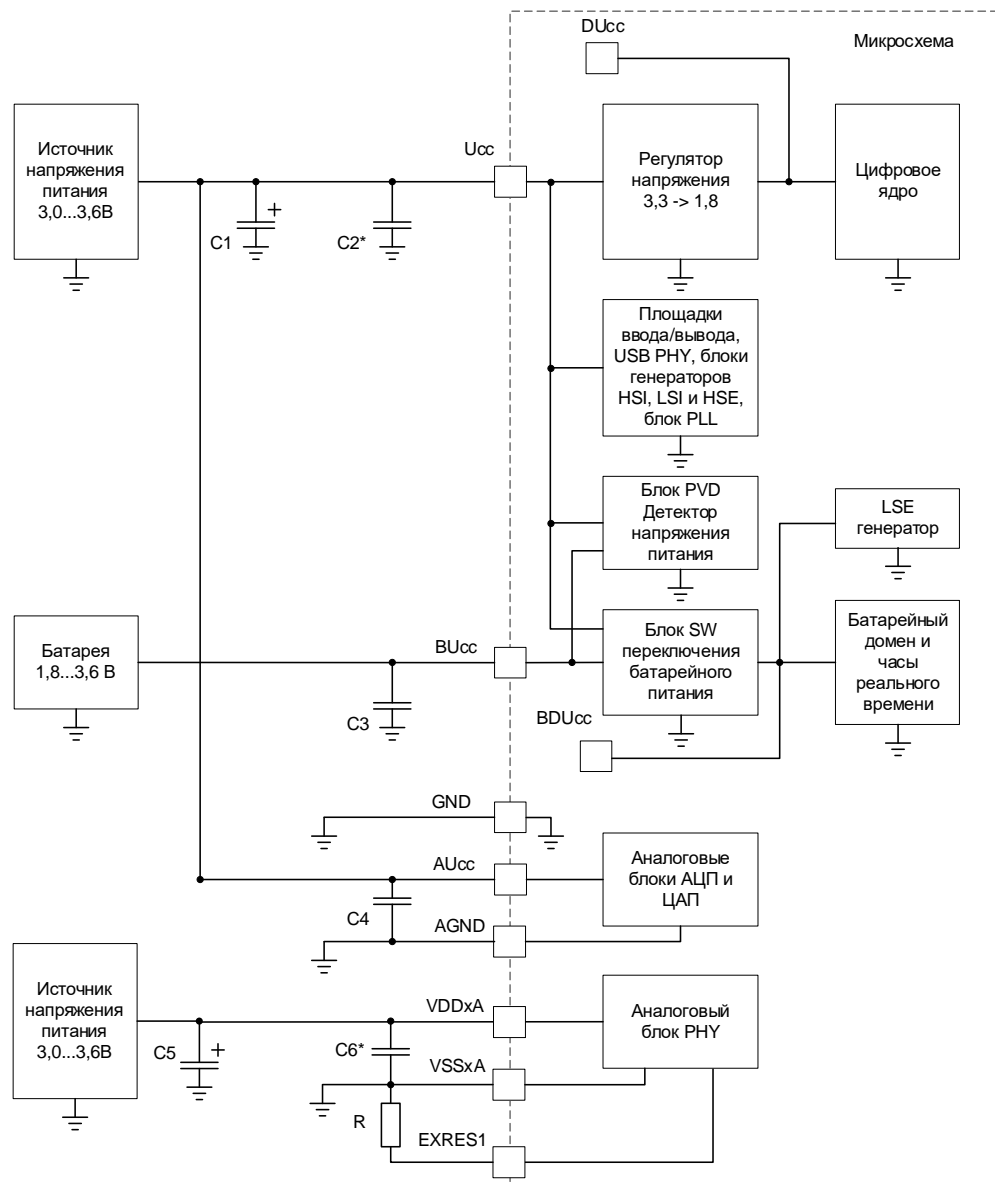 DUcc
Микросхема
Источник
напряжения
питания
3,0...3,6В
Ucc
Регулятор
напряжения
3,3 -> 1,8
Цифровое
ядро
C1
+
C2*
Площадки
ввода/вывода,
USB PHY, блоки
генераторов
HSI, LSI и HSE,
блок PLL
Блок PVD
Детектор
напряжения
питания
LSE
генератор
Батарея
1,8...3,6 В
BUcc
Блок SW
переключения
батарейного
питания
Батарейный
домен и
часы
реального
времени
C3
BDUcc
GND
AUcc
Аналоговые
блоки АЦП и
ЦАП
C4
AGND
Источник
напряжения
питания
3,0...3,6В
VDDxA
Аналоговый
блок PHY
C5
+
C6*
VSSxA
R
EXRES1